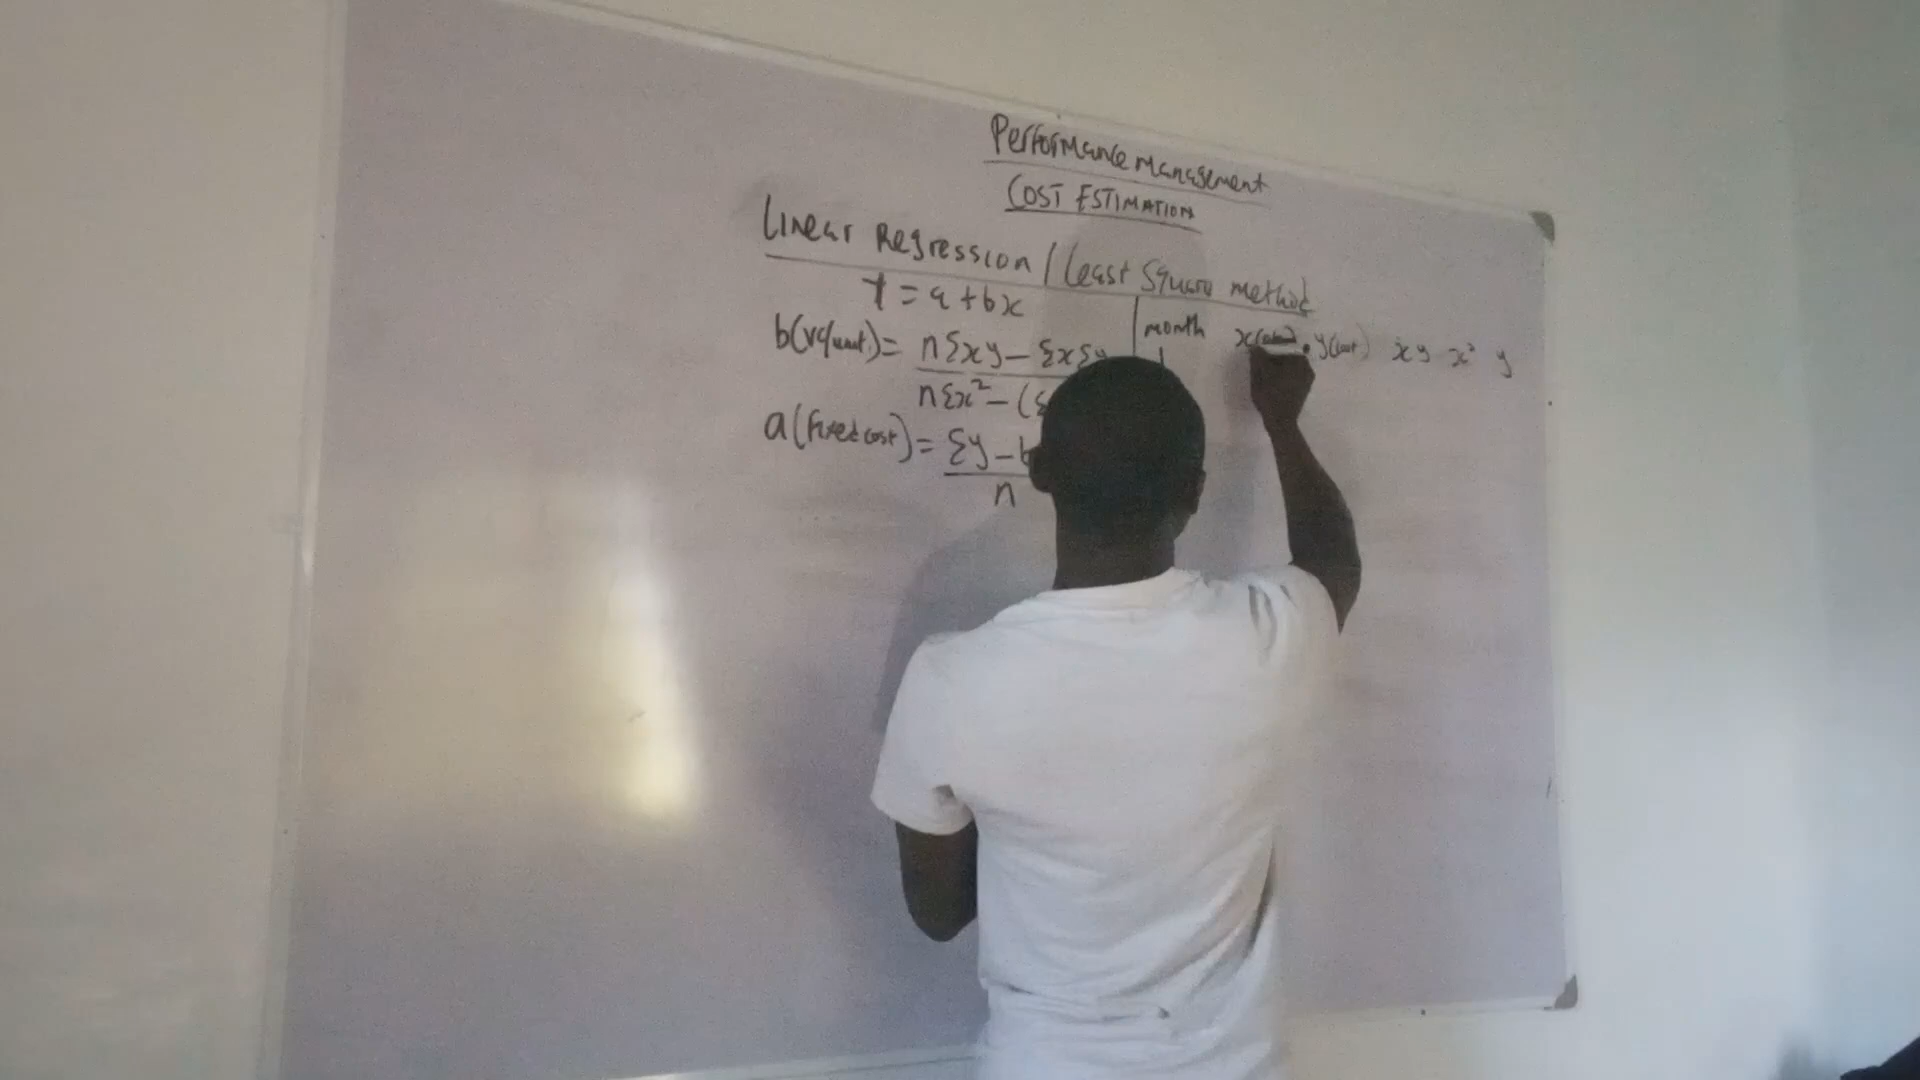 Performance Management
COST ESTIMATION
Linear Regression / Least Square method
Y = a + bx
b(vc/unit) = nΣxy − ΣxΣy
nΣx² − (Σ
a(fixed cost) = Σy − b
n
month x y(cost) xy x² y
1